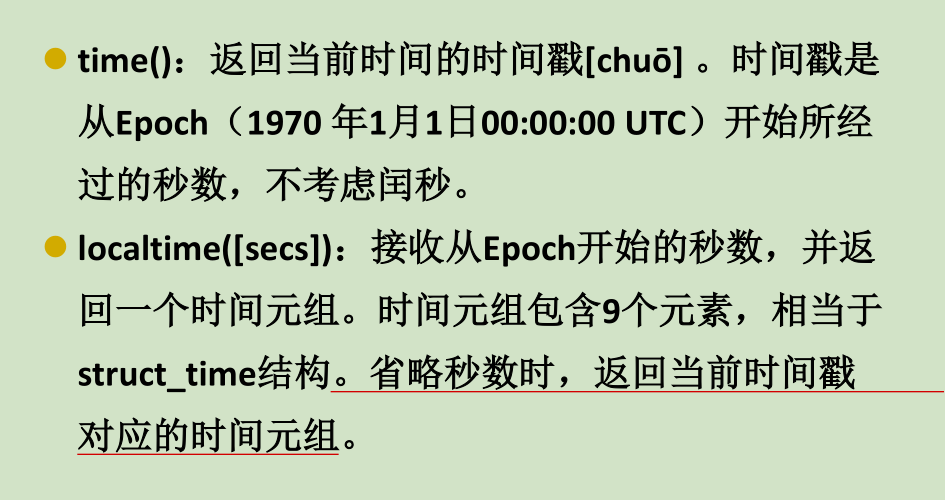 time()：返回当前时间的时间戳[chuō] 。时间戳是
从Epoch（1970 年1月1日00:00:00 UTC）开始所经
过的秒数，不考虑闰秒。
localtime([secs])：接收从Epoch开始的秒数，并返
回一个时间元组。时间元组包含9个元素，相当于
struct_time结构。省略秒数时，返回当前时间戳
对应的时间元组。